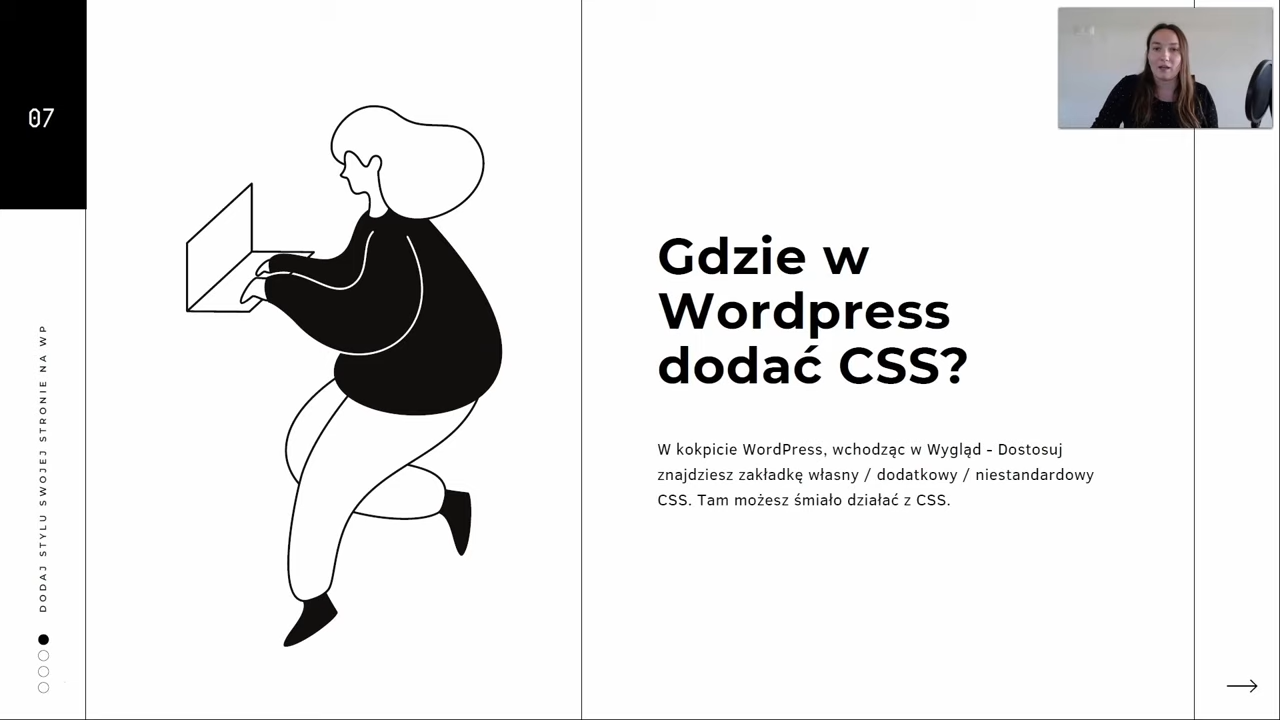 07
DODAJ STYLU SWOJEJ STRONIE NA WP
Gdzie w
Wordpress
dodać CSS?
W kokpicie WordPress, wchodząc w Wygląd - Dostosuj
znajdziesz zakładkę własny / dodatkowy / niestandardowy
CSS. Tam możesz śmiało działać z CSS.